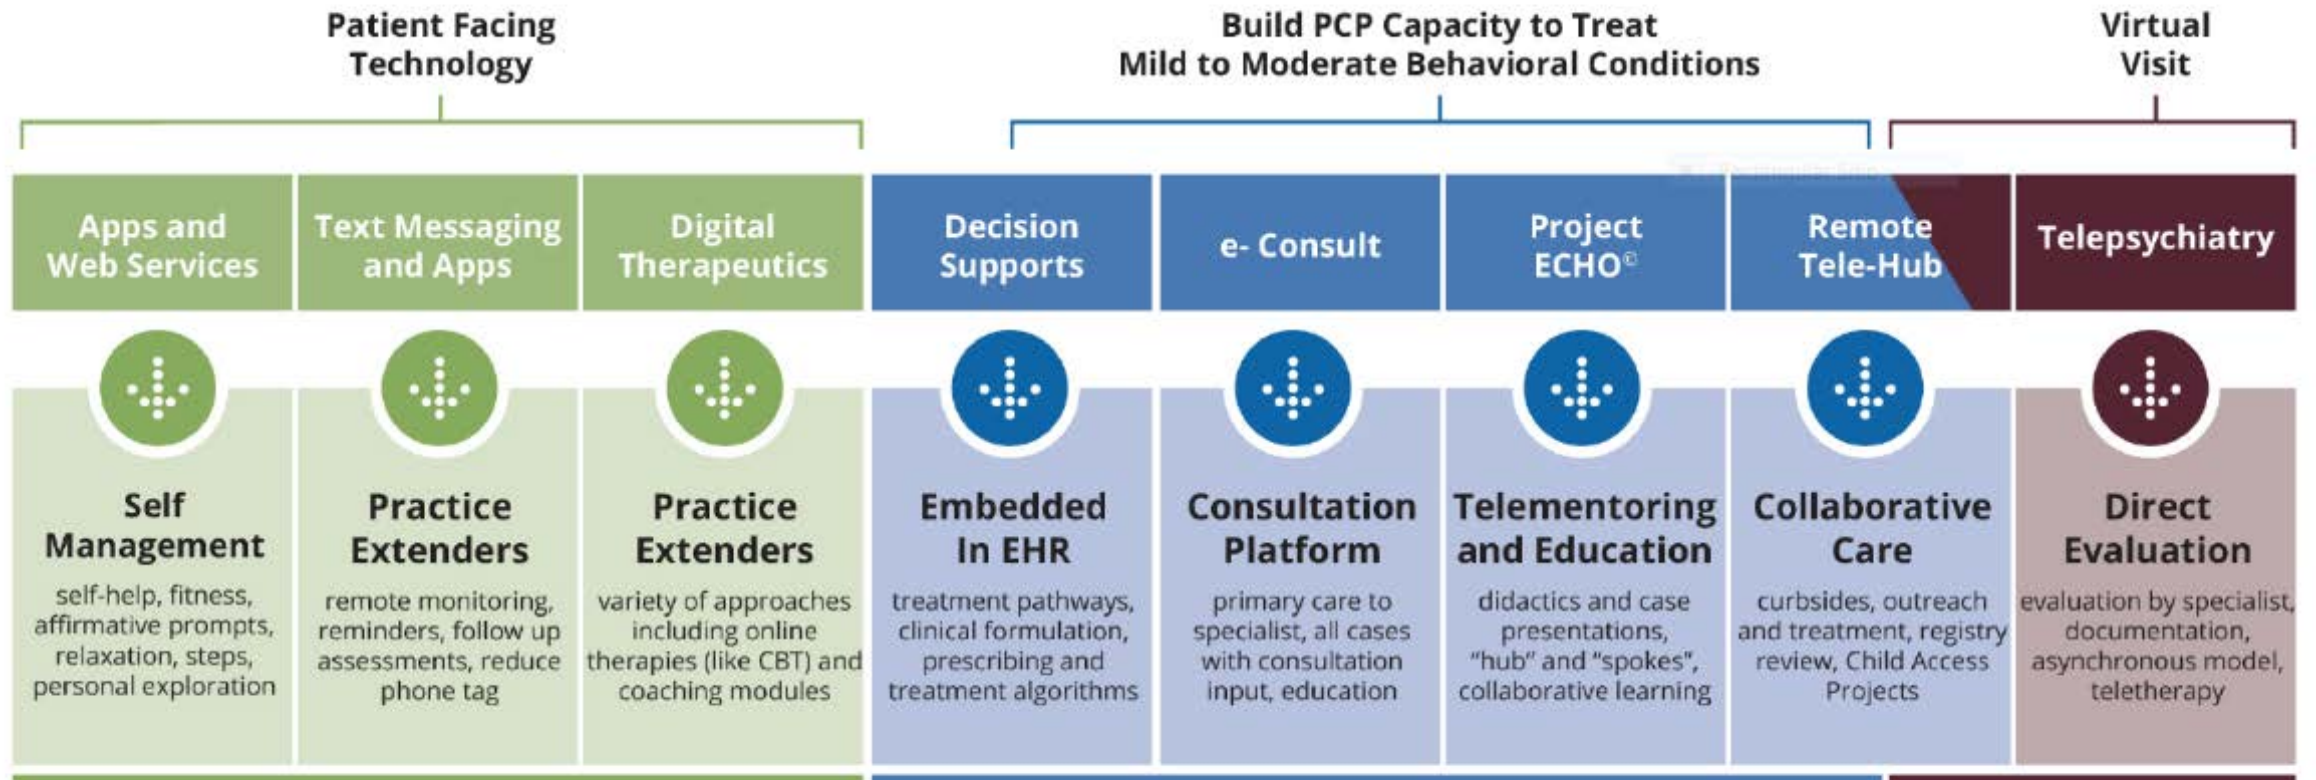 Patient Facing
Technology
Build PCP Capacity to Treat
Mild to Moderate Behavioral Conditions
Virtual
Visit
Apps and
Web Services
Text Messaging
and Apps
Digital
Therapeutics
Decision
Supports
e- Consult
Project
ECHO©
Remote
Tele-Hub
Telepsychiatry
Self
Management
self-help, fitness,
affirmative prompts,
relaxation, steps,
personal exploration
Practice
Extenders
remote monitoring,
reminders, follow up
assessments, reduce
phone tag
Practice
Extenders
variety of approaches
including online
therapies (like CBT) and
coaching modules
Embedded
In EHR
treatment pathways,
clinical formulation,
prescribing and
treatment algorithms
Consultation
Platform
primary care to
specialist, all cases
with consultation
input, education
Telementoring
and Education
didactics and case
presentations,
“hub” and “spokes”,
collaborative learning
Collaborative
Care
curbsides, outreach
and treatment, registry
review, Child Access
Projects
Direct
Evaluation
evaluation by specialist,
documentation,
asynchronous model,
teletherapy